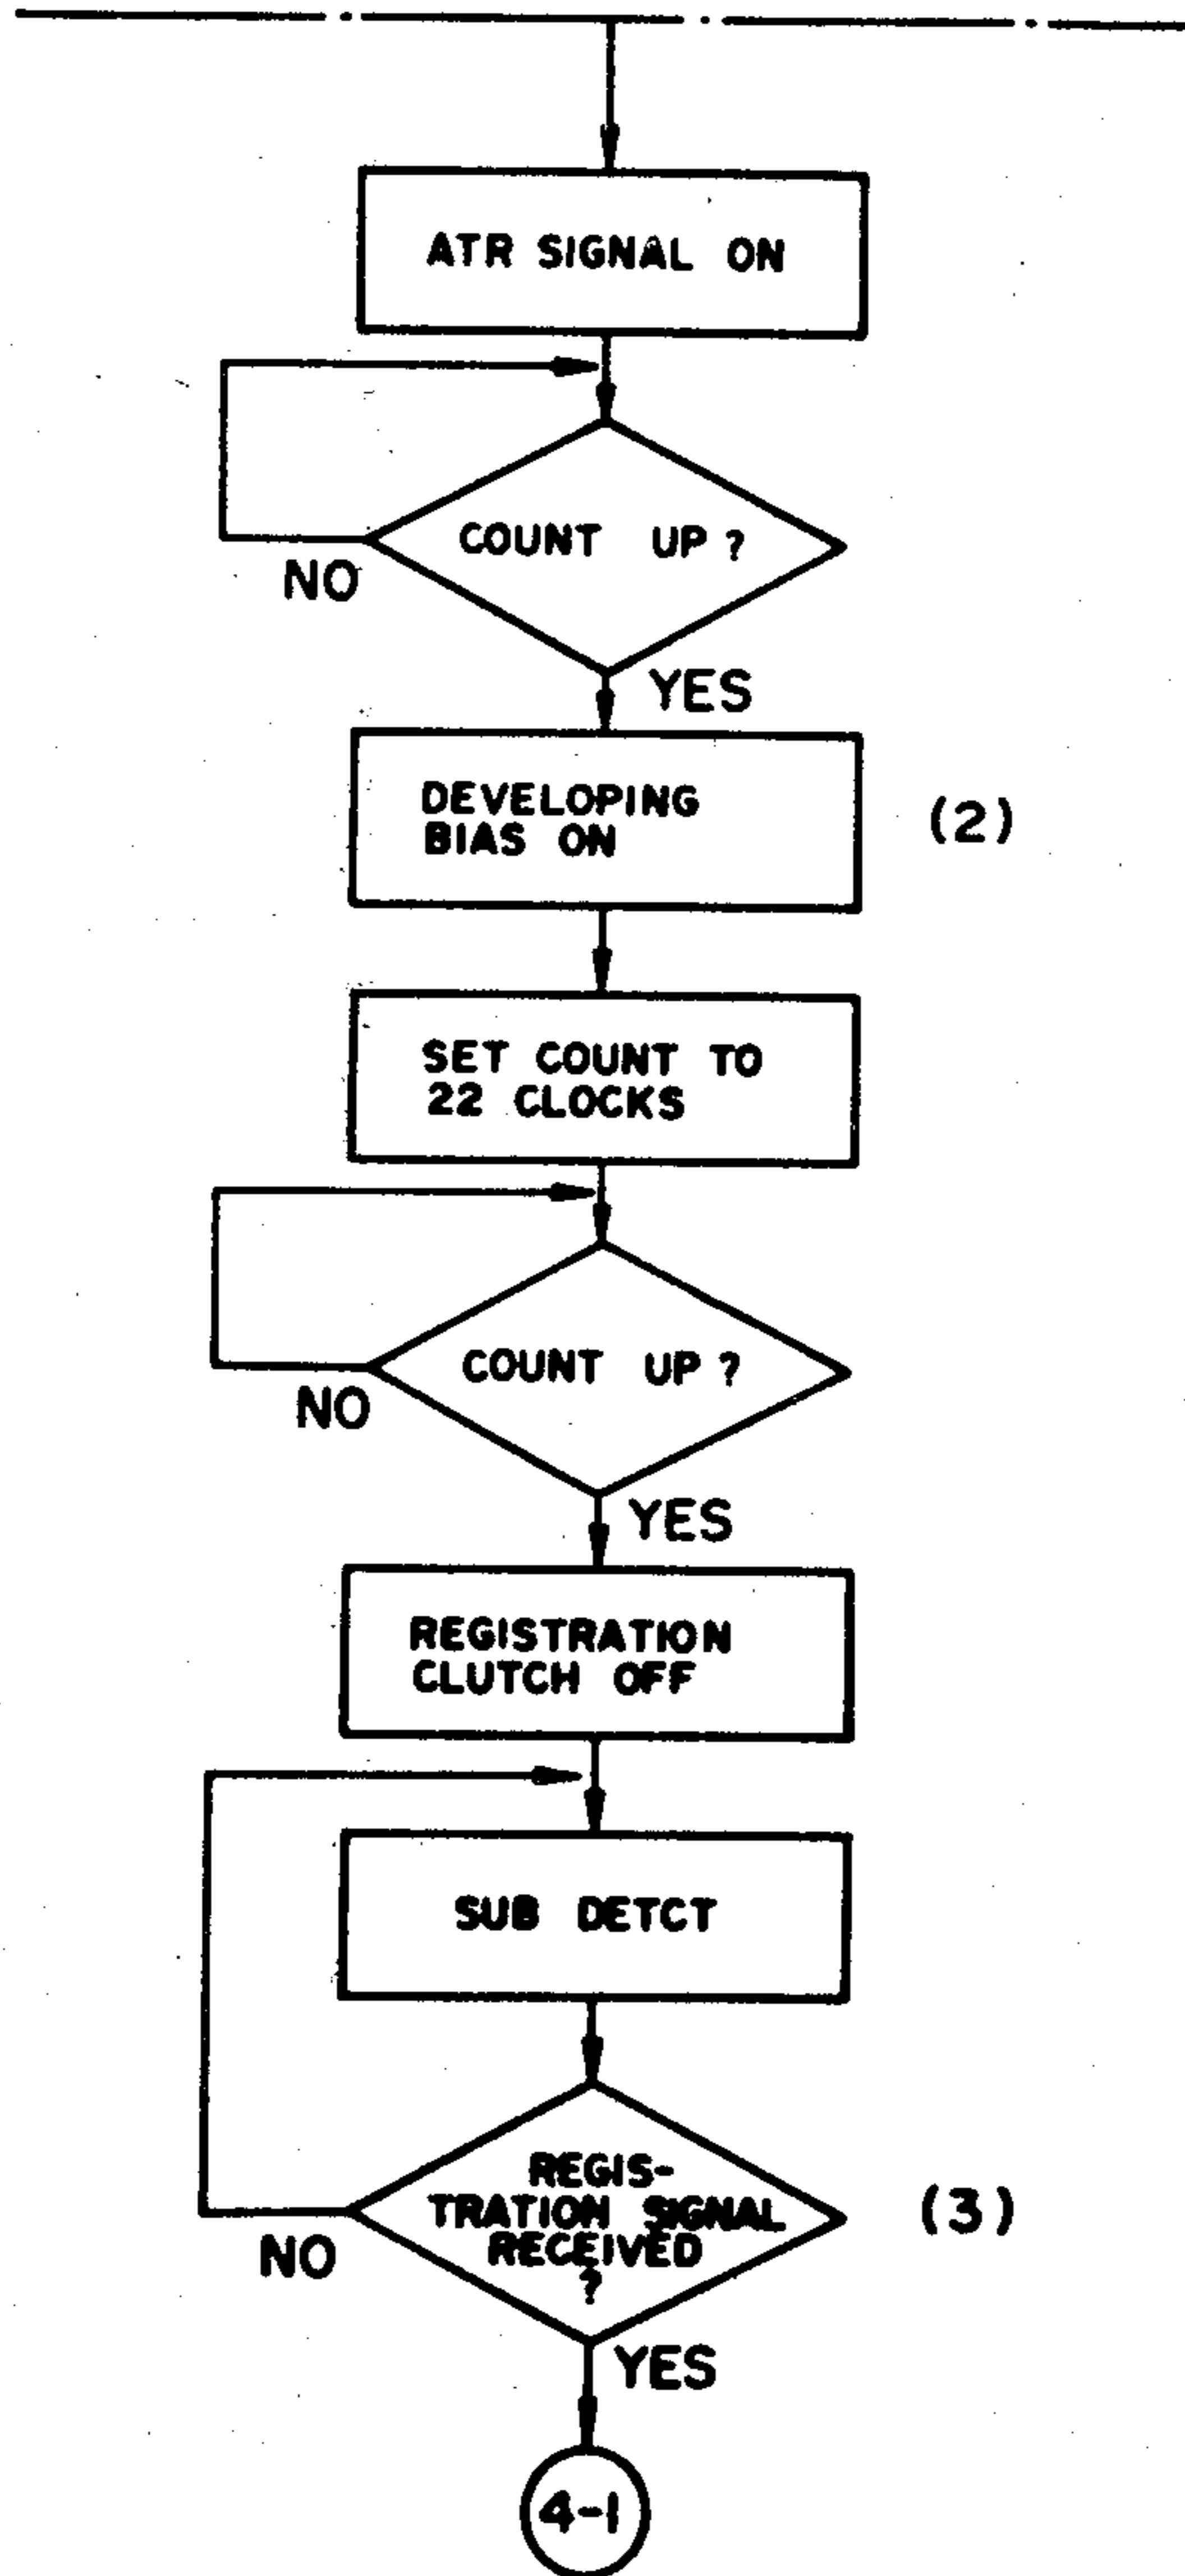 ATR SIGNAL ON
COUNT UP ?
NO
YES
DEVELOPING
BIAS ON
(2)
SET COUNT TO
22 CLOCKS
COUNT UP ?
NO
YES
REGISTRATION
CLUTCH OFF
SUB DETCT
REGIS-
TRATION SIGNAL
RECEIVED
?
(3)
NO
YES
4-1